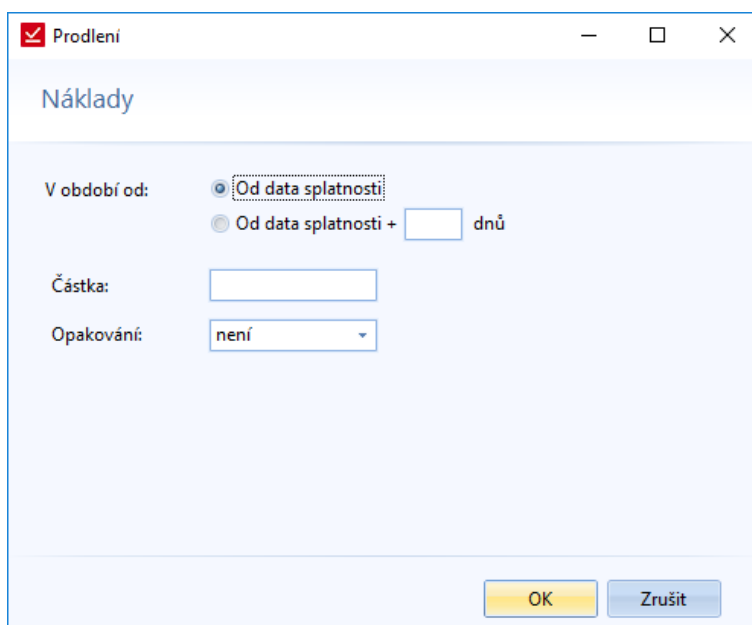 Prodlení
Náklady
V období od:
Od data splatnosti
Od data splatnosti + dnů
Částka:
Opakování: není
OK Zrušit